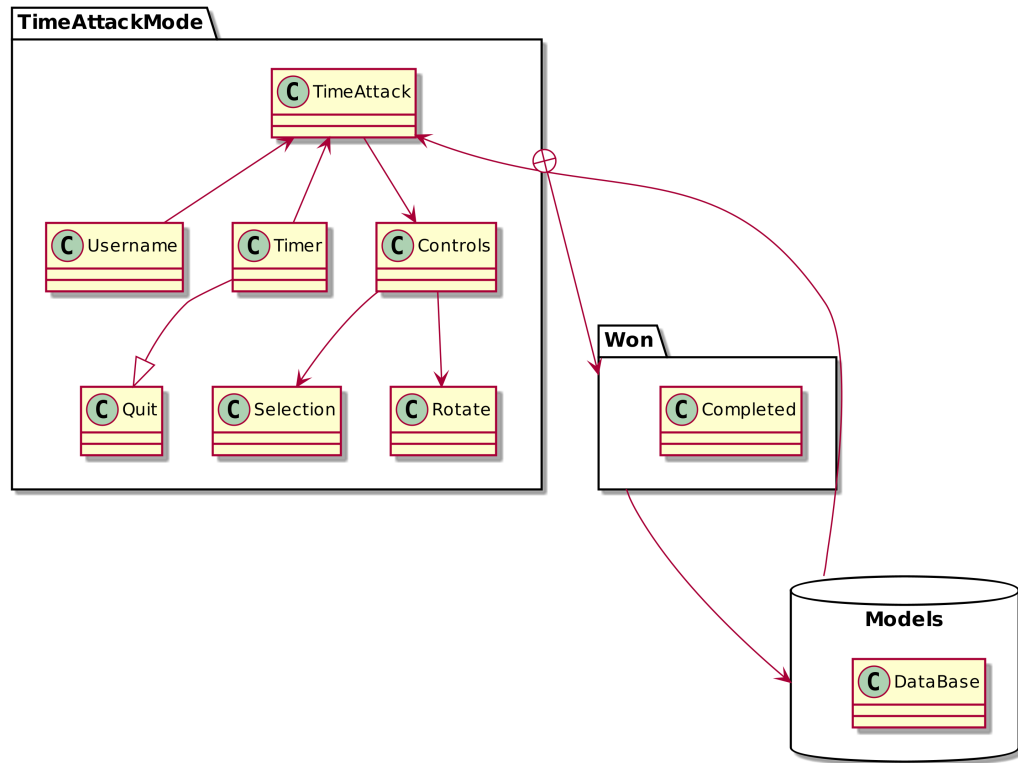 TimeAttackMode
C TimeAttack
C Username
C Timer
C Controls
Won
C Quit
C Selection
C Rotate
C Completed
Models
C DataBase